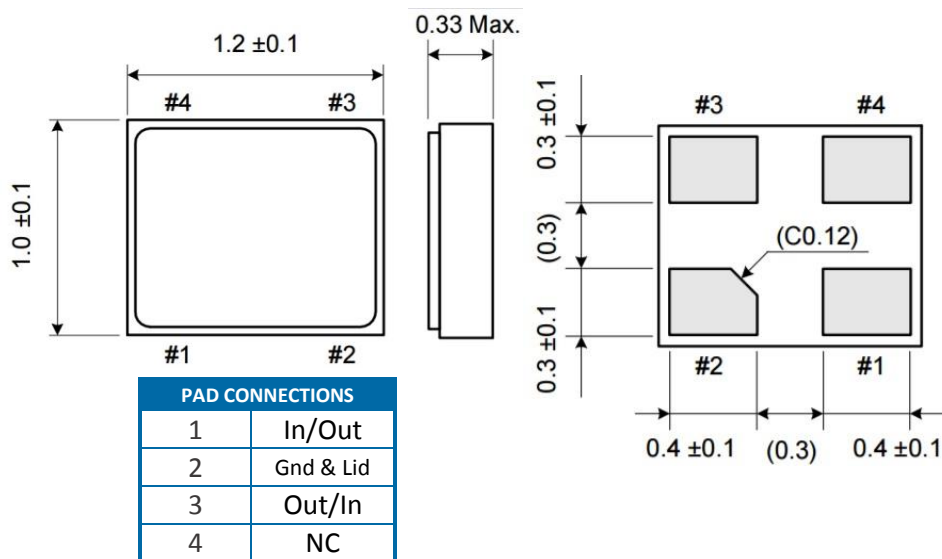 0.33 Max.
1.2 ±0.1
#4 #3
1.0 ±0.1
#1 #2
#3 #4
0.3 ±0.1
(0.3)
(C0.12)
0.3 ±0.1
#2 #1
0.4 ±0.1 (0.3) 0.4 ±0.1
PAD CONNECTIONS
1 In/Out
2 Gnd & Lid
3 Out/In
4 NC